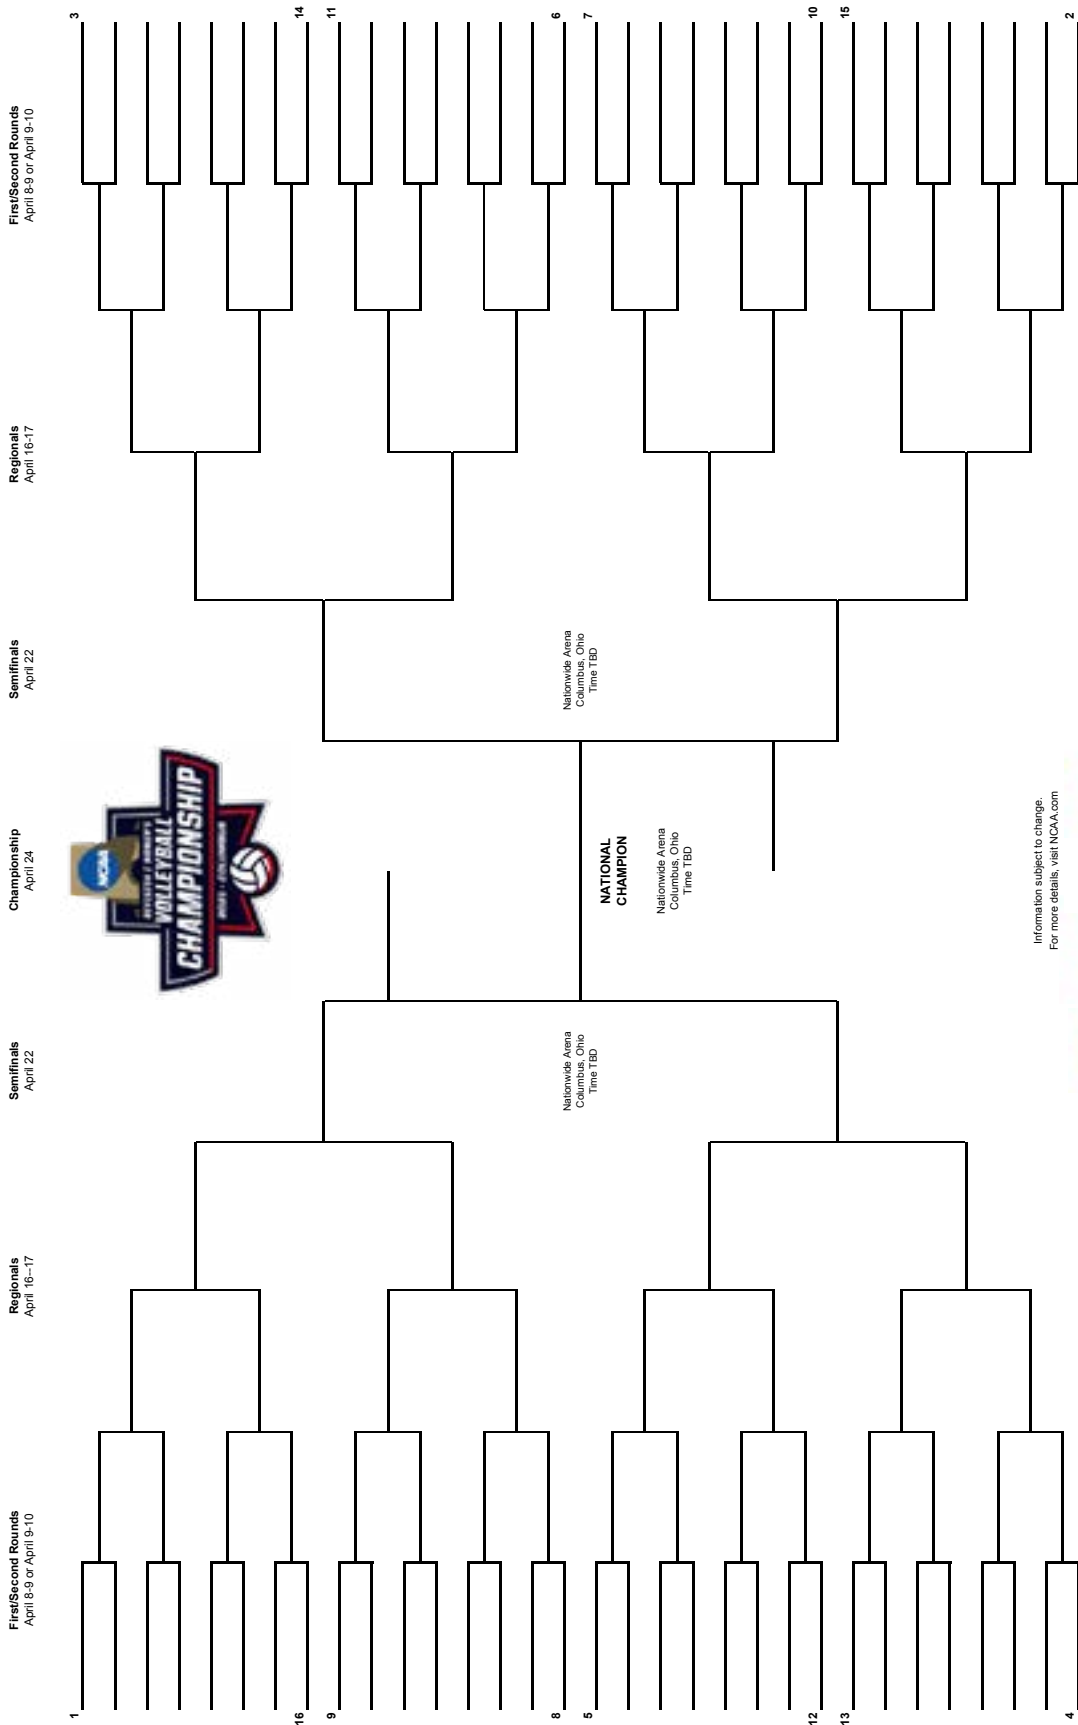 First/Second Rounds
April 8-9 or April 9-10
Regionals
April 16--17
Semifinals
April 22
Championship
April 24
Semifinals
April 22
Regionals
April 16-17
First/Second Rounds
April 8-9 or April 9-10
1
16
9
8
5
12
13
4
NCAA
VOLLEYBALL
CHAMPIONSHIP
Nationwide Arena
Columbus, Ohio
Time TBD
NATIONAL
CHAMPION
Nationwide Arena
Columbus, Ohio
Time TBD
Nationwide Arena
Columbus, Ohio
Time TBD
3
14
11
6
7
10
15
2
Information subject to change.
For more details, visit NCAA.com